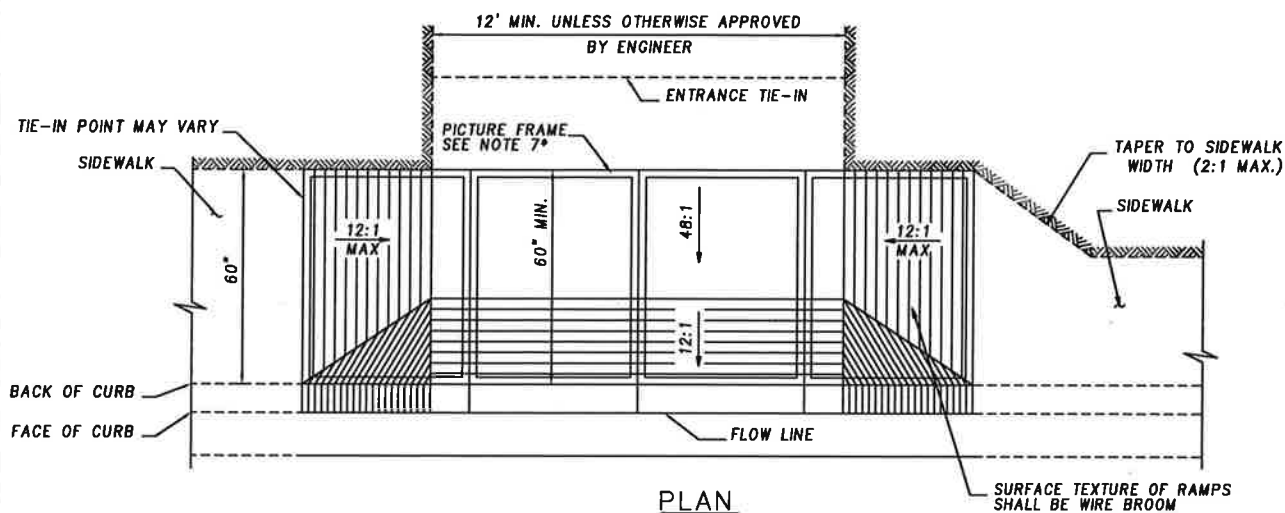 12' MIN. UNLESS OTHERWISE APPROVED
BY ENGINEER
ENTRANCE TIE-IN
TIE-IN POINT MAY VARY
PICTURE FRAME
SEE NOTE 7*
SIDEWALK
TAPER TO SIDEWALK
WIDTH (2:1 MAX.)
SIDEWALK
12:1
MAX
60"
60" MIN.
48:1
12:1
MAX
12:1
BACK OF CURB
FACE OF CURB
FLOW LINE
SURFACE TEXTURE OF RAMPS
SHALL BE WIRE BROOM
PLAN